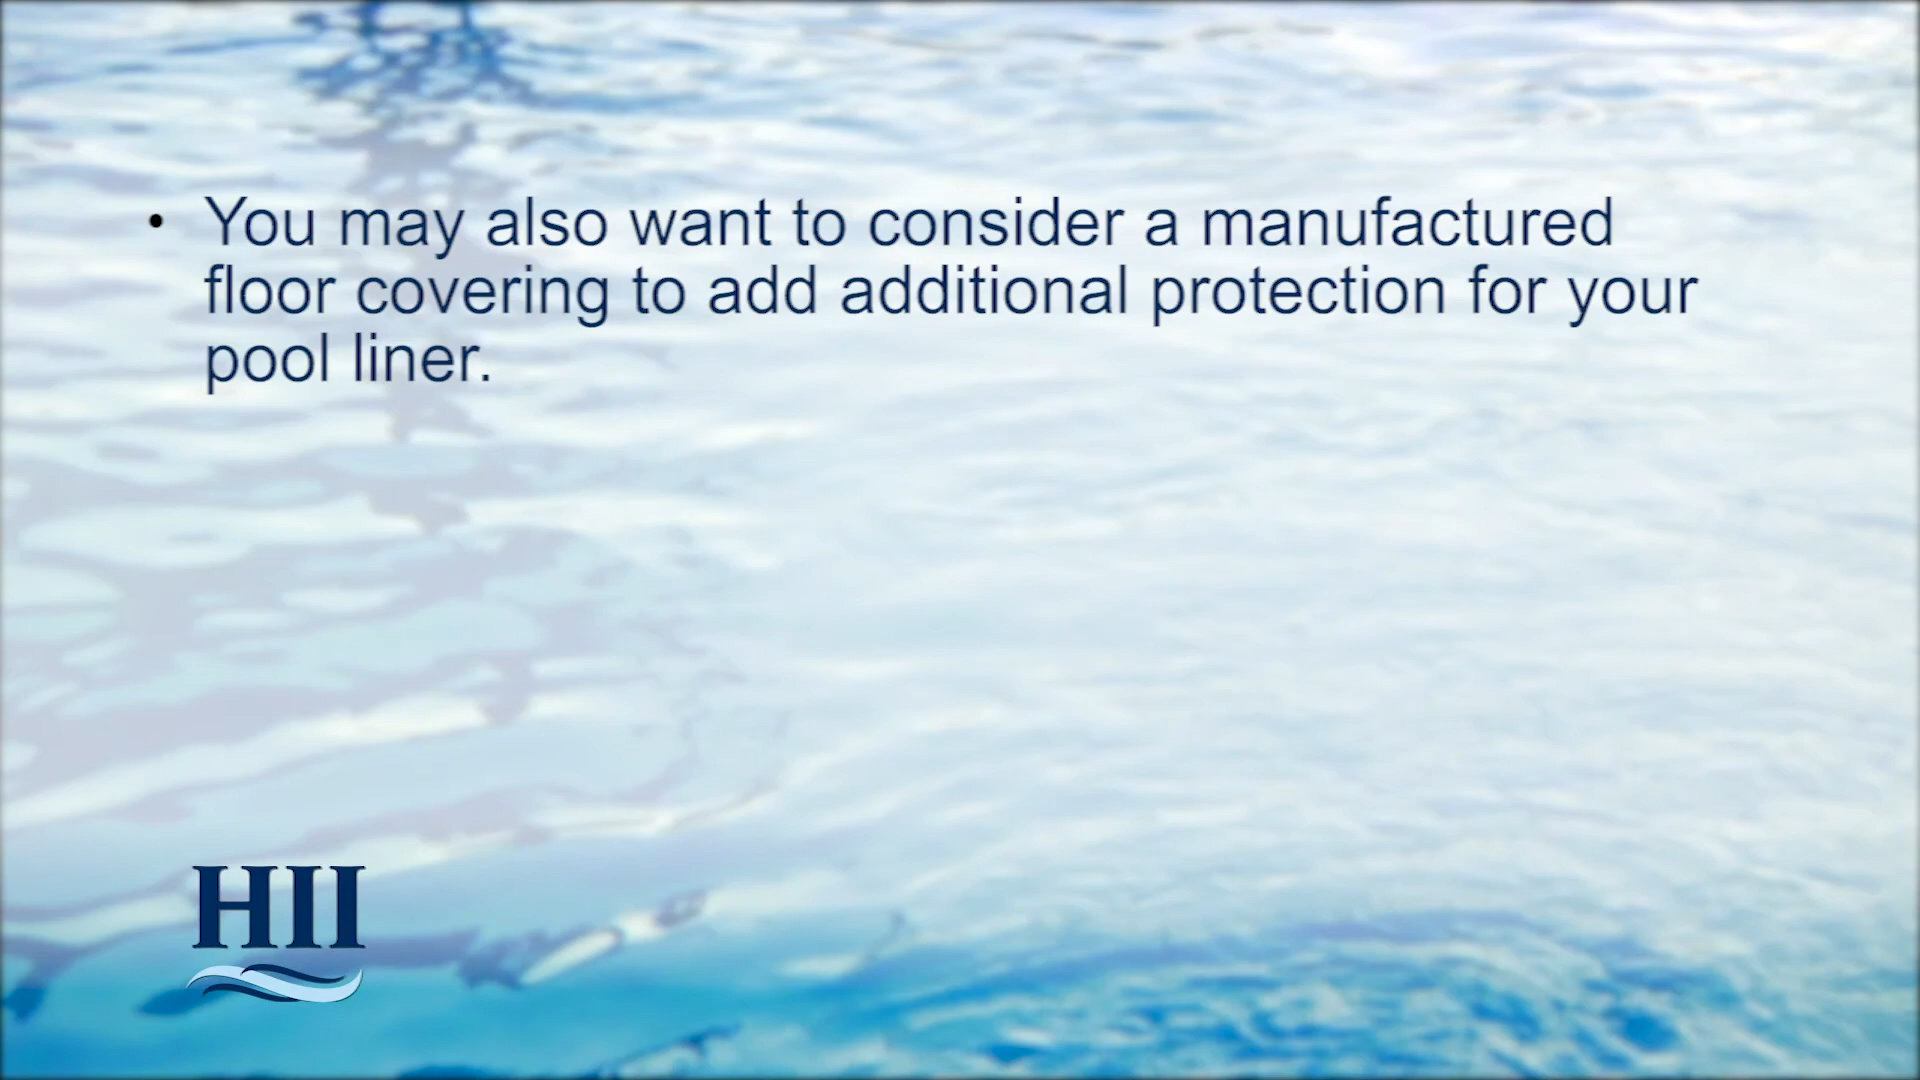 • You may also want to consider a manufactured
floor covering to add additional protection for your
pool liner.
HII